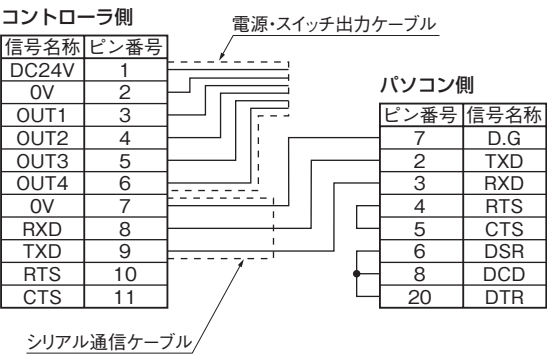 コントローラ側
電源・スイッチ出力ケーブル
信号名称 ピン番号
DC24V 1
0V 2
OUT1 3
OUT2 4
OUT3 5
OUT4 6
0V 7
RXD 8
TXD 9
RTS 10
CTS 11
パソコン側
ピン番号 信号名称
7 D.G
2 TXD
3 RXD
4 RTS
5 CTS
6 DSR
8 DCD
20 DTR
シリアル通信ケーブル